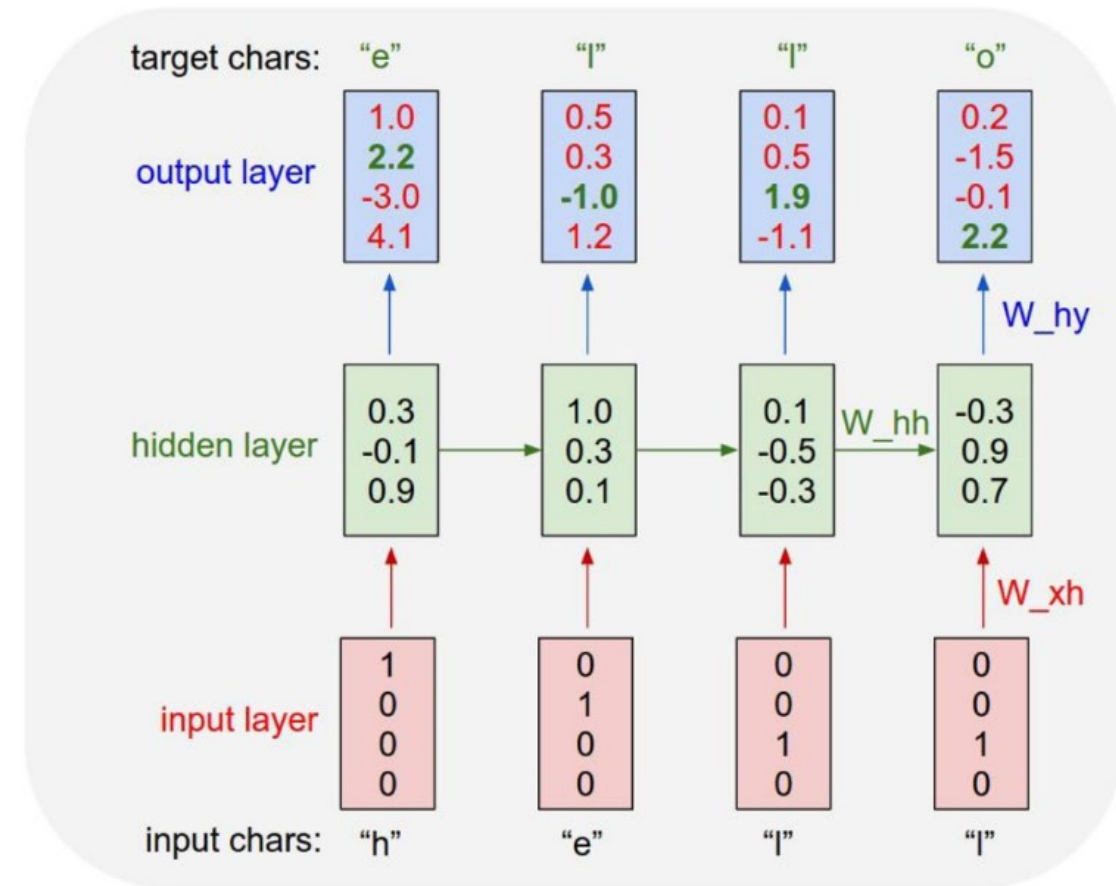 target chars: “e” “l” “l” “o”
1.0 0.5 0.1 0.2
2.2 0.3 0.5 -1.5
output layer
-3.0 -1.0 1.9 -0.1
4.1 1.2 -1.1 2.2
W_hy
0.3 1.0 0.1 -0.3
W_hh
hidden layer -0.1 0.3 -0.5 0.9
0.9 0.1 -0.3 0.7
W_xh
1 0 0 0
0 1 0 0
input layer
0 0 1 1
0 0 0 0
input chars: “h” “e” “l” “l”